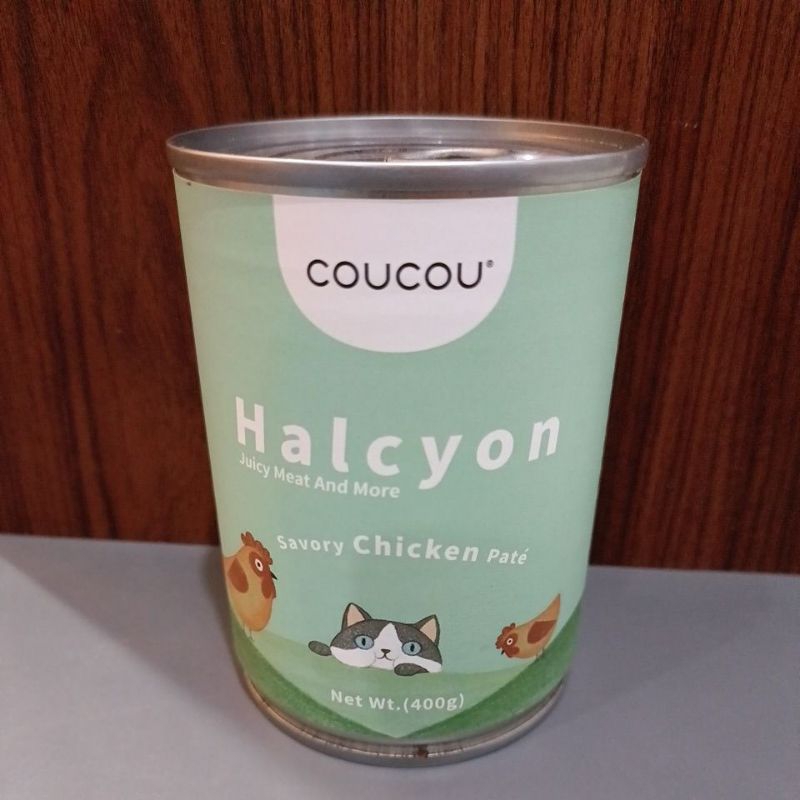 COUCOU®
Halcyon
Juicy Meat And More
Savory Chicken Paté
Net Wt.(400g)